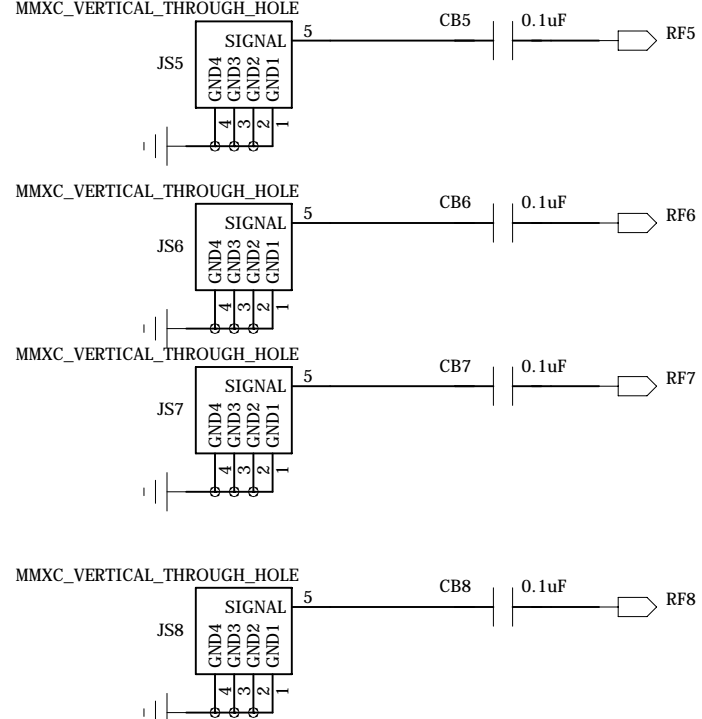 MMXC_VERTICAL_THROUGH_HOLE
CB5 0.1uF RF5
SIGNAL 5
JS5
GND4 GND3 GND2 GND1
4 3 2 1
MMXC_VERTICAL_THROUGH_HOLE
CB6 0.1uF RF6
SIGNAL 5
JS6
GND4 GND3 GND2 GND1
4 3 2 1
MMXC_VERTICAL_THROUGH_HOLE
CB7 0.1uF RF7
SIGNAL 5
JS7
GND4 GND3 GND2 GND1
4 3 2 1
MMXC_VERTICAL_THROUGH_HOLE
CB8 0.1uF RF8
SIGNAL 5
JS8
GND4 GND3 GND2 GND1
4 3 2 1